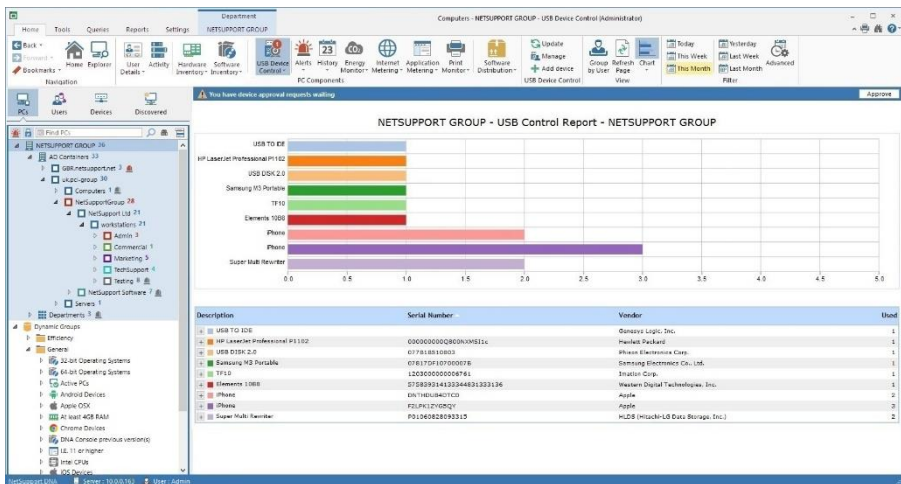 Department
Computers - NETSUPPORT GROUP - USB Device Control (Administrator)
Home Tools Queries Reports Settings NETSUPPORT GROUP
Back
Forward
Bookmarks
Home Explorer
User Details
Activity
Hardware Inventory
Software Inventory
USB Device Control
Alerts History
Energy Monitor
Internet Metering
Application Metering
Print Monitor
Software Distribution
Update
Manage
Add device
Group by User
Refresh Page
Chart
Today
This Week
This Month
Yesterday
Last Week
Last Month
Advanced
Navigation
PC Components
USB Device Control
View
Filter
PCs Users Devices Discovered
You have device approval requests waiting
Approve
Find PCs
NETSUPPORT GROUP 36
AD Containers 33
GBR.netsupport.net 3
uk.pci-group 30
Computers 1
NetSupportGroup 28
NetSupport Ltd 21
workstations 21
Admin 3
Commercial 1
Marketing 5
TechSupport 4
Testing 8
NetSupport Software 7
Servers 1
Departments 3
Dynamic Groups
Efficiency
General
32-bit Operating Systems
64-bit Operating Systems
Active PCs
Android Devices
Apple OSX
At least 4GB RAM
Chrome Devices
DNA Console previous version(s)
I.E. 11 or higher
Intel CPUs
iOS Devices
NETSUPPORT GROUP - USB Control Report - NETSUPPORT GROUP
USB TO IDE
HP LaserJet Professional P1102
USB DISK 2.0
Samsung M3 Portable
TF10
Elements 10B8
iPhone
iPhone
Super Multi Rewriter
0.0 0.5 1.0 1.5 2.0 2.5 3.0 3.5 4.0 4.5 5.0
Description Serial Number Vendor Used
USB TO IDE Genesys Logic, Inc. 1
HP LaserJet Professional P1102 Hewlett Packard 1
USB DISK 2.0 Phison Electronics Corp. 1
Samsung M3 Portable Samsung Electronics Co., Ltd. 1
TF10 Imation Corp. 1
Elements 10B8 Western Digital Technologies, Inc. 1
iPhone Apple 2
iPhone Apple 3
Super Multi Rewriter HLDS (Hitachi-LG Data Storage, Inc.) 2
NetSupport DNA Server : 10.0.0.163 User : Admin